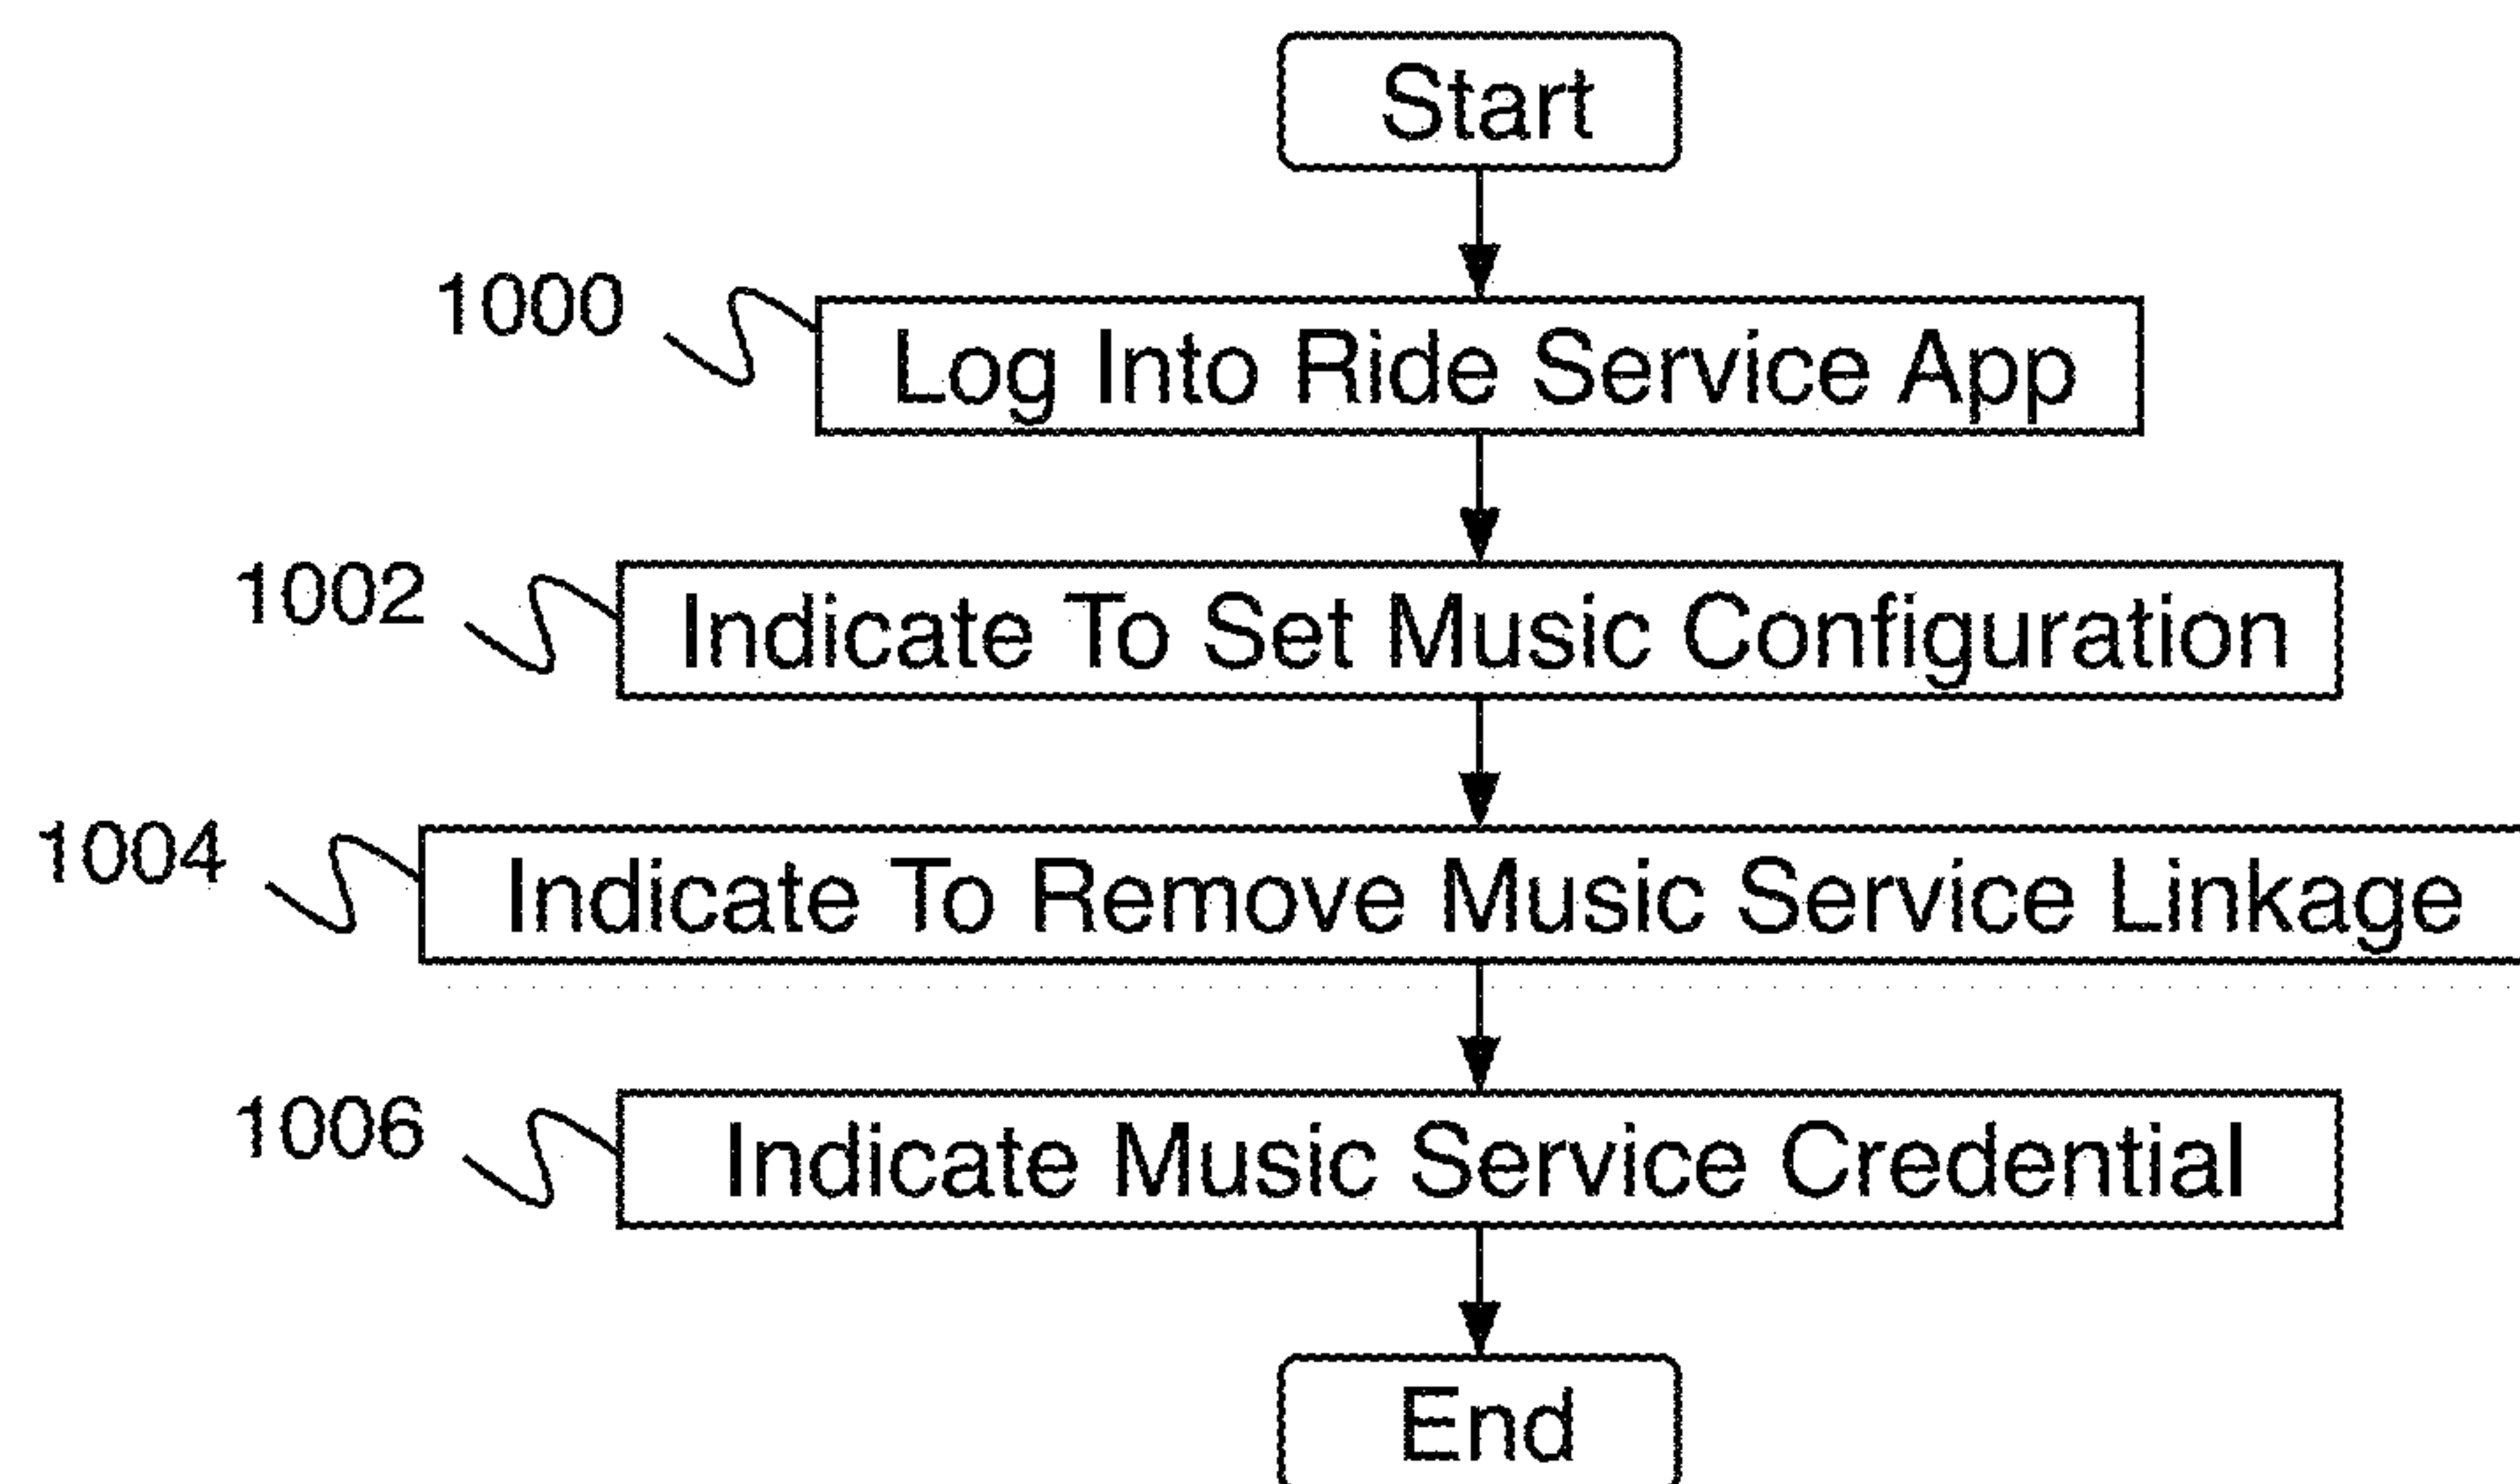 Start
1000
Log Into Ride Service App
1002
Indicate To Set Music Configuration
1004
Indicate To Remove Music Service Linkage
1006
Indicate Music Service Credential
End